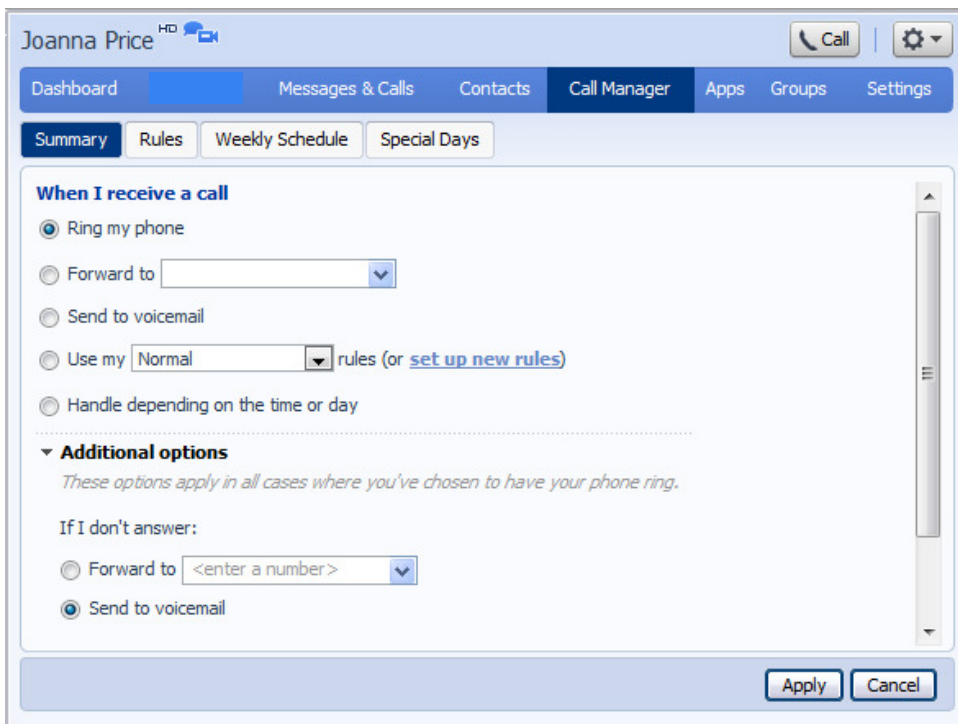 Joanna Price HD
Call
Dashboard Messages & Calls Contacts Call Manager Apps Groups Settings
Summary Rules Weekly Schedule Special Days
When I receive a call
Ring my phone
Forward to
Send to voicemail
Use my Normal rules (or set up new rules)
Handle depending on the time or day
Additional options
These options apply in all cases where you've chosen to have your phone ring.
If I don't answer:
Forward to <enter a number>
Send to voicemail
Apply Cancel